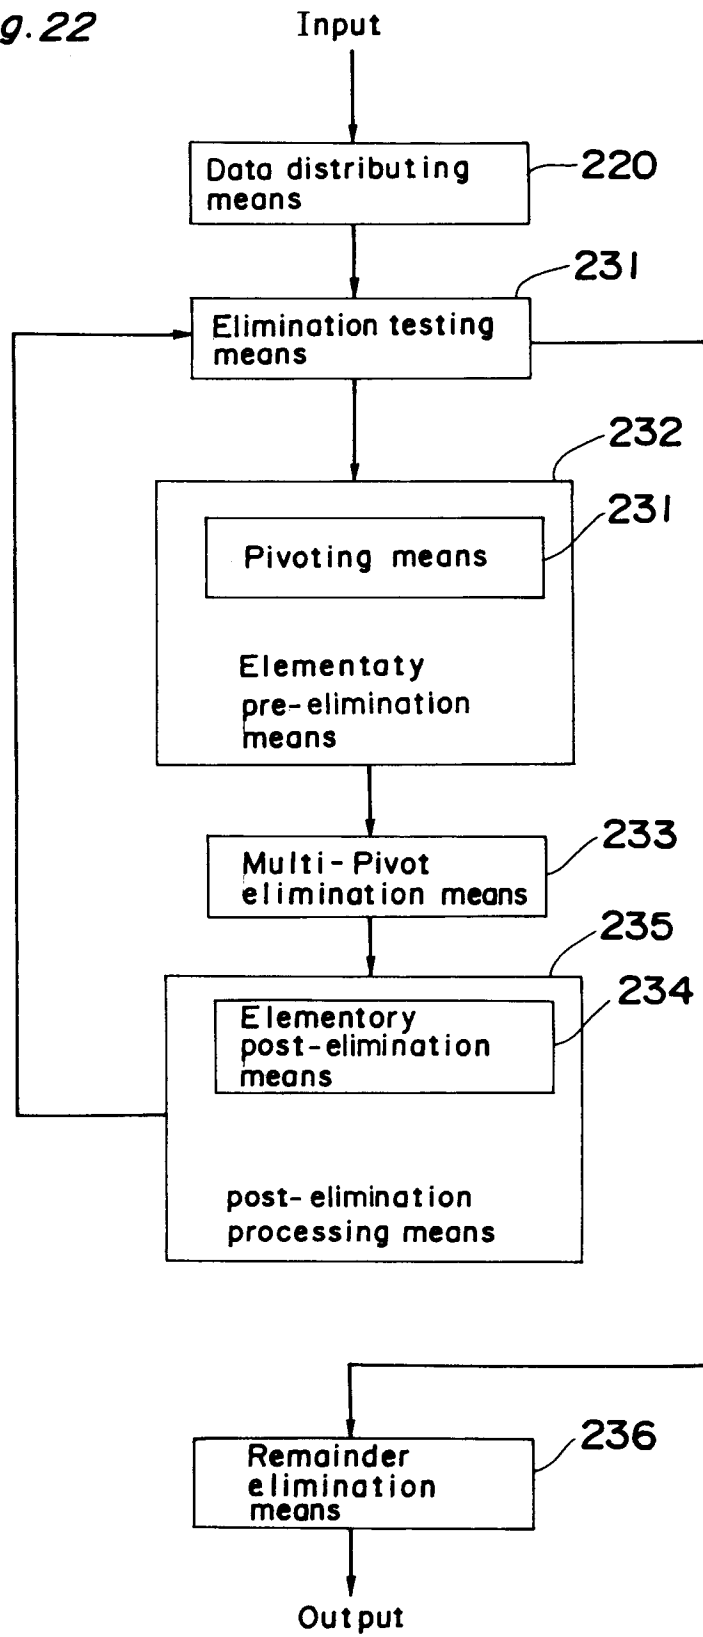 g. 22
Input
Data distributing
means
220
231
Elimination testing
means
232
231
Pivoting means
Elementaty
pre-elimination
means
233
Multi-Pivot
elimination means
235
234
Elementory
post-elimination
means
post-elimination
processing means
236
Remainder
elimination
means
Output